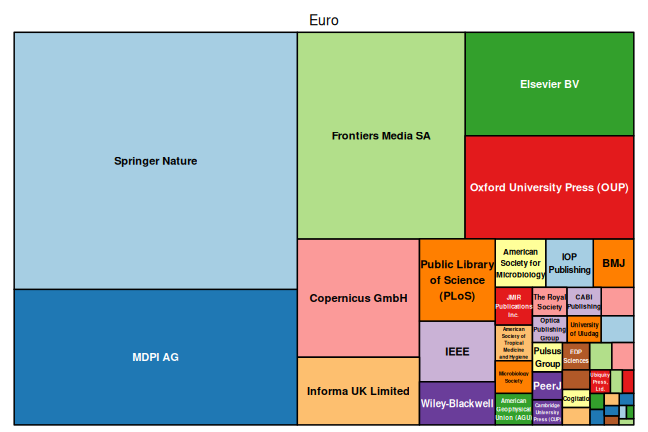 Euro
Springer Nature
MDPI AG
Frontiers Media SA
Elsevier BV
Oxford University Press (OUP)
Copernicus GmbH
Informa UK Limited
Public Library
of Science
(PLoS)
IEEE
Wiley-Blackwell
American
Society for
Microbiology
IOP
Publishing
BMJ
JMIR
Publications
Inc.
The Royal
Society
CABI
Publishing
Optica
Publishing
Group
University
of Uludag
American
Society of
Tropical
Medicine
and Hygiene
Microbiology
Society
American
Geophysical
Union (AGU)
Pulsus
Group
EDP
Sciences
PeerJ
Ubiquity
Press,
Ltd.
Cogitatio
Cambridge
University
Press (CUP)